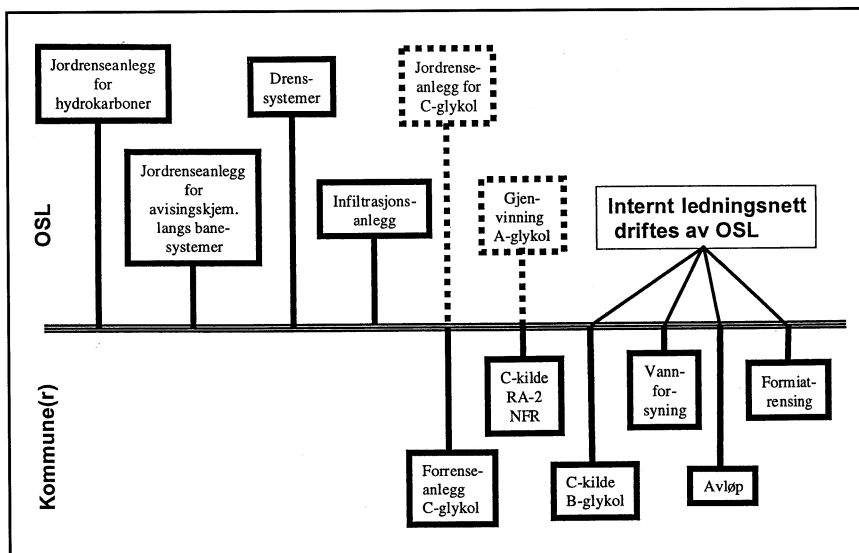 OSL
Jordrenseanlegg
for
hydrokarboner
Jordrenseanlegg
for
avisingskjem.
langs bane-
systemer
Drens-
systemer
Infiltrasjons-
anlegg
Jordrense-
anlegg for
C-glykol
Gjen-
vinning
A-glykol
Internt ledningsnett
driftes av OSL
Kommune(r)
Forrense-
anlegg
C-glykol
C-kilde
RA-2
NFR
C-kilde
B-glykol
Vann-
for-
syning
Avløp
Formiat-
rensing